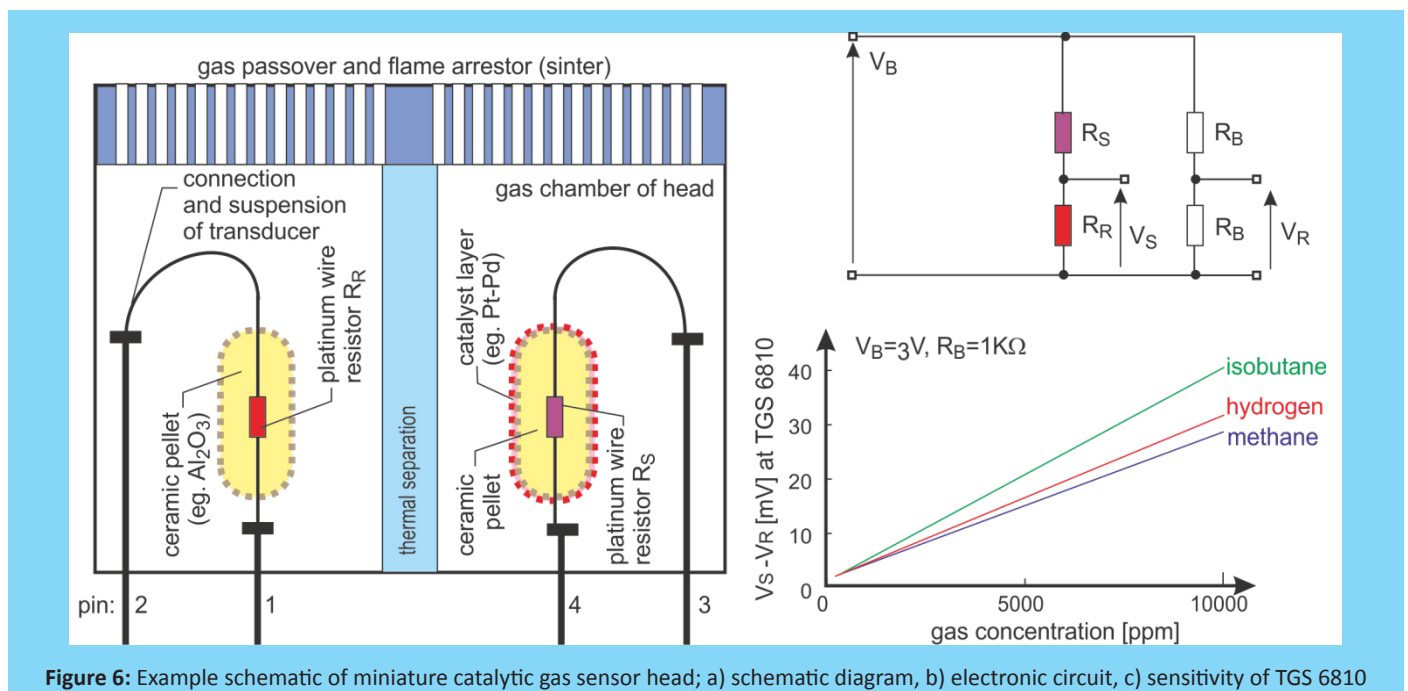 gas passover and flame arrestor (sinter)
connection
and suspension
of transducer
gas chamber of head
ceramic pellet
(eg. Al₂O₃)
platinum wire
resistor RR
thermal separation
catalyst layer
(eg. Pt-Pd)
ceramic
pellet
platinum wire
resistor RS
pin: 2 1 4 3
VB
RS
RB
RR
VS
RB
VR
VB=3V, RB=1KΩ
VS-VR [mV] at TGS 6810
40
30
20
10
0
isobutane
hydrogen
methane
0 5000 10000
gas concentration [ppm]
Figure 6: Example schematic of miniature catalytic gas sensor head; a) schematic diagram, b) electronic circuit, c) sensitivity of TGS 6810